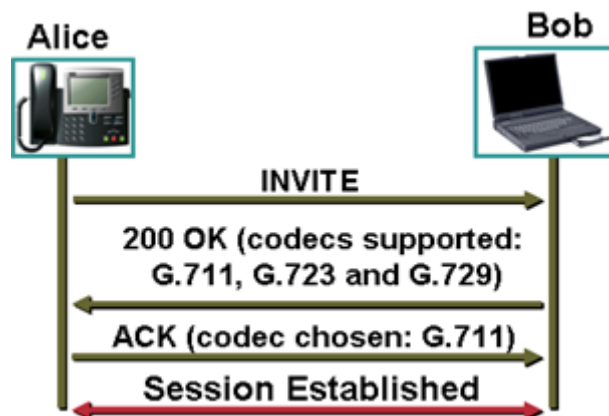 Alice
Bob
INVITE
200 OK (codecs supported:
G.711, G.723 and G.729)
ACK (codec chosen: G.711)
Session Established